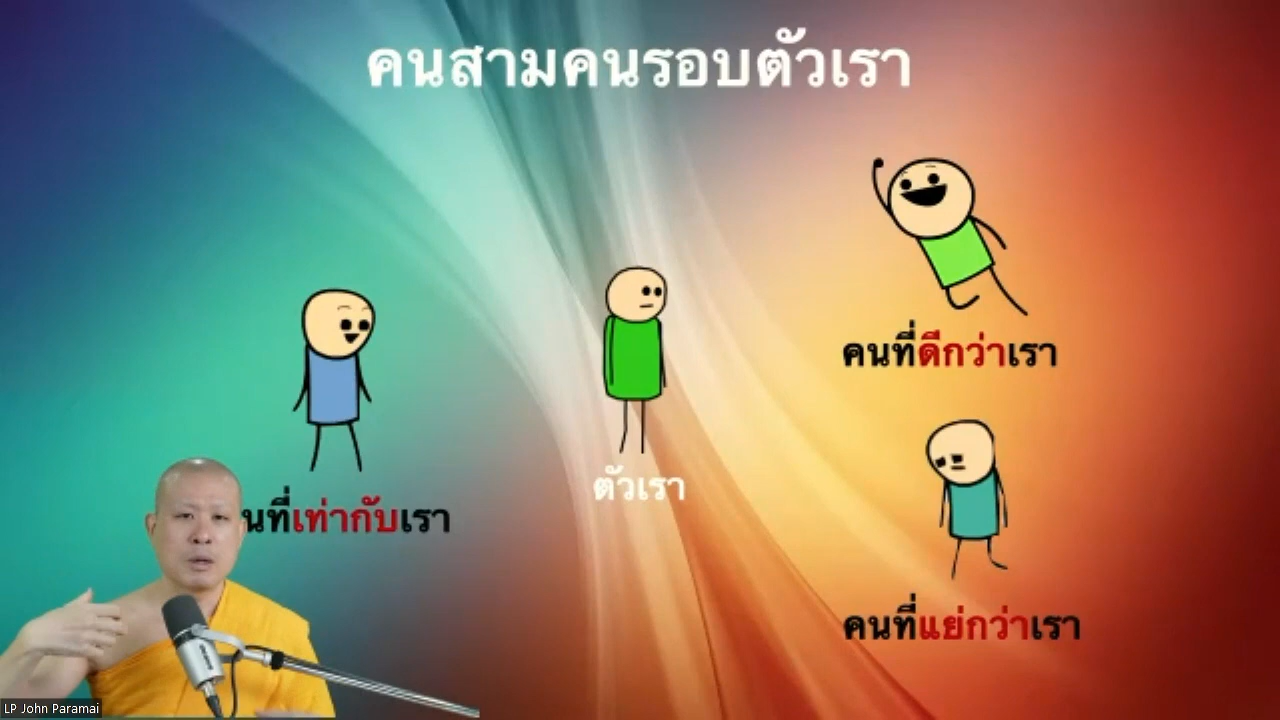 คนสามคนรอบตัวเรา
คนที่ดีกว่าเรา
ตัวเรา
นที่เท่ากับเรา
คนที่แย่กว่าเรา
LP John Paramai